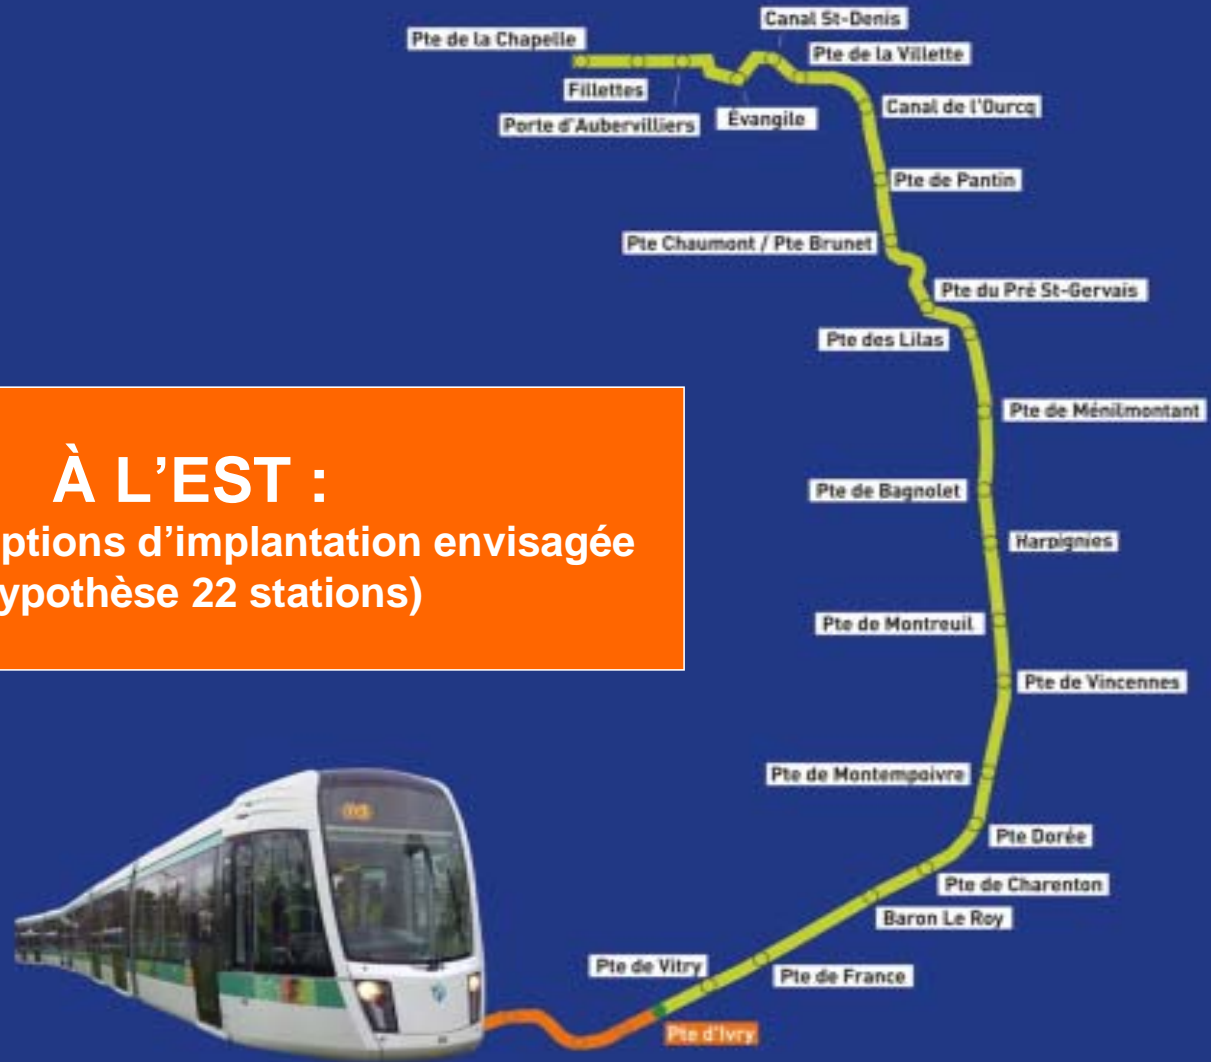 Canal St-Denis
Pte de la Chapelle
Pte de la Villette
Fillettes
Canal de l'Ourcq
Porte d'Aubervilliers
Évangile
Pte de Pantin
Pte Chaumont / Pte Brunet
Pte du Pré St-Gervais
Pte des Lilas
Pte de Ménilmontant
À L'EST :
ptions d'implantation envisagée
ypothèse 22 stations)
Pte de Bagnolet
Harpignies
Pte de Montreuil
Pte de Vincennes
Pte de Montempoivre
Pte Dorée
Pte de Charenton
Baron Le Roy
Pte de Vitry
Pte de France
Pte d'Ivry